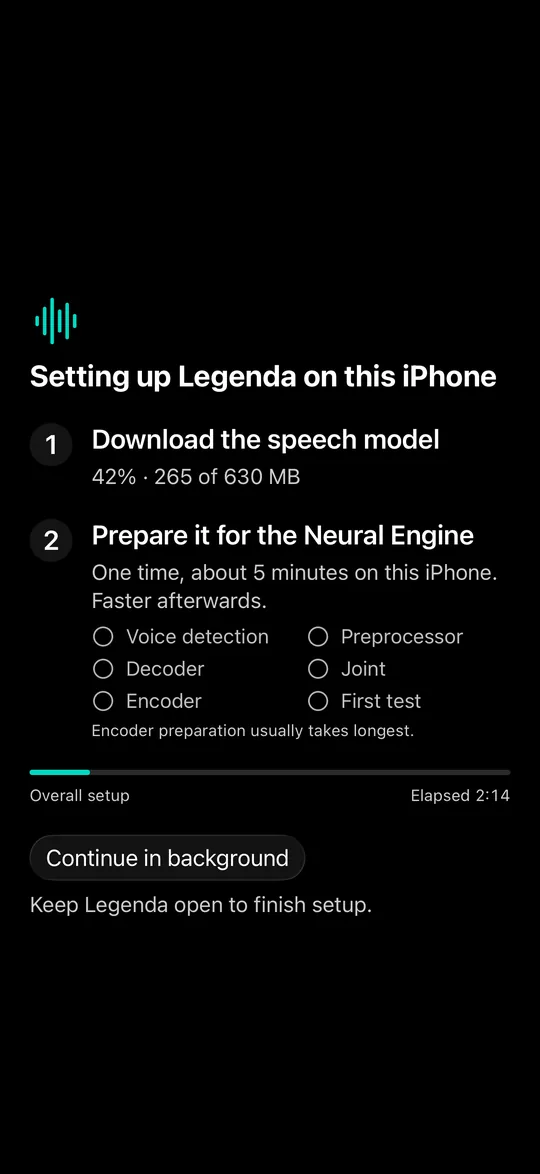 Setting up Legenda on this iPhone
1
Download the speech model
42% · 265 of 630 MB
2
Prepare it for the Neural Engine
One time, about 5 minutes on this iPhone.
Faster afterwards.
Voice detection
Preprocessor
Decoder
Joint
Encoder
First test
Encoder preparation usually takes longest.
Overall setup
Elapsed 2:14
Continue in background
Keep Legenda open to finish setup.